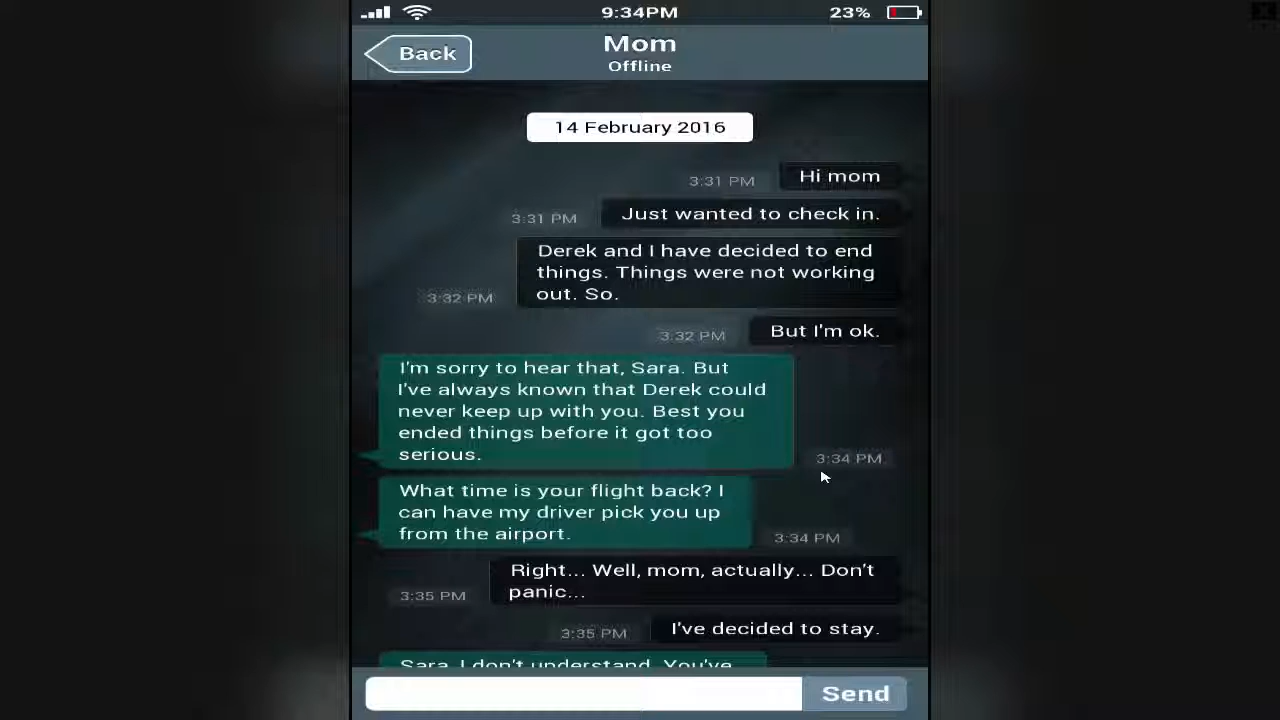 9:34PM
23%
Back
Mom
Offline
14 February 2016
3:31 PM
Hi mom
3:31 PM
Just wanted to check in.
Derek and I have decided to end
things. Things were not working
out. So.
3:32 PM
3:32 PM
But I'm ok.
I'm sorry to hear that, Sara. But
I've always known that Derek could
never keep up with you. Best you
ended things before it got too
serious.
3:34 PM
What time is your flight back? I
can have my driver pick you up
from the airport.
3:34 PM
Right... Well, mom, actually... Don't
panic...
3:35 PM
3:35 PM
I've decided to stay.
Sara, I don't understand. You've
Send